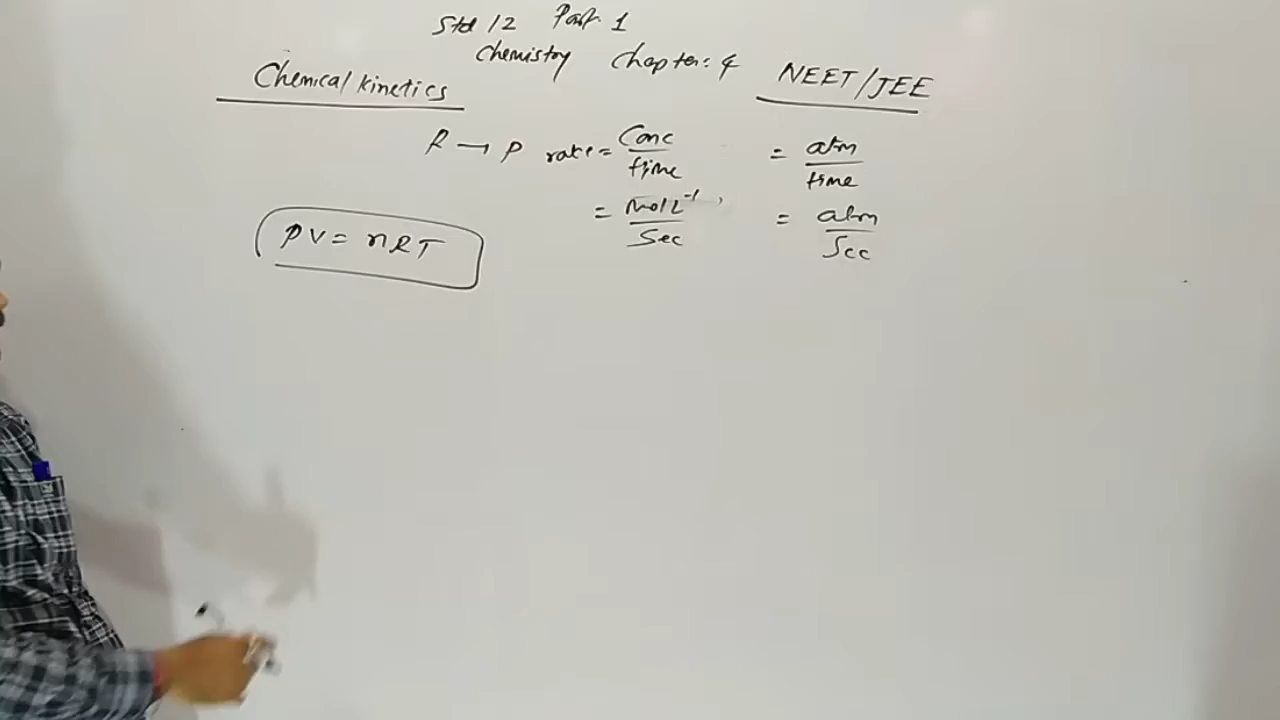 Std 12 Part 1
Chemistry Chapter: 4
NEET/JEE
Chemical kinetics
R → P rate = Conc/time = atm/time
= mol L⁻¹/Sec = atm/Sec
PV = nRT